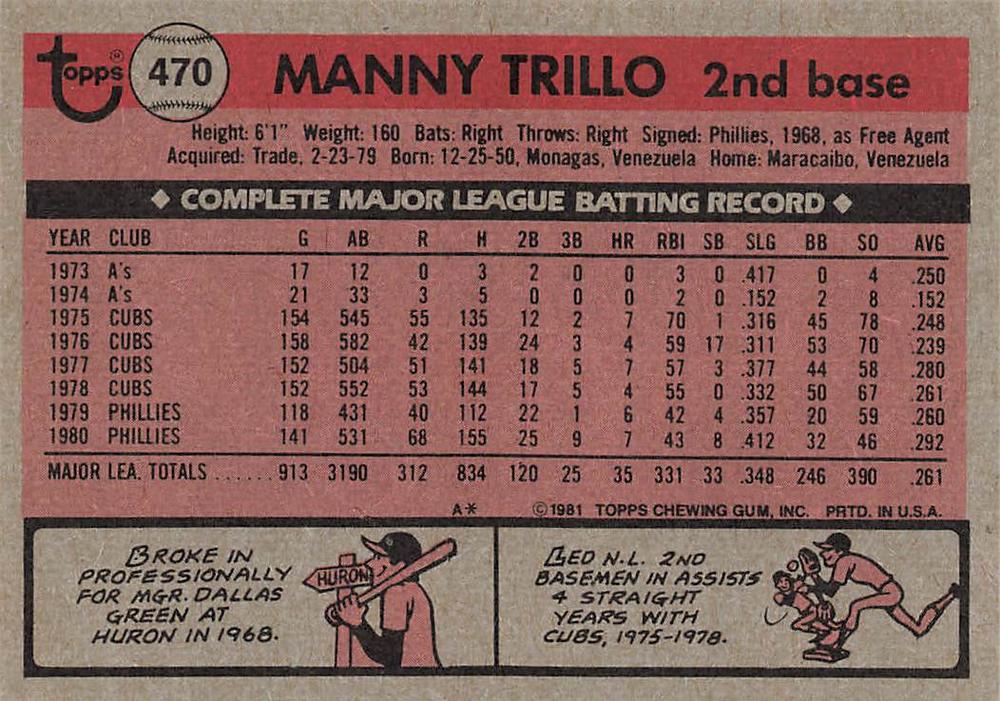 Topps® 470 MANNY TRILLO 2nd base
Height: 6'1" Weight: 160 Bats: Right Throws: Right Signed: Phillies, 1968, as Free Agent
Acquired: Trade, 2-23-79 Born: 12-25-50, Monagas, Venezuela Home: Maracaibo, Venezuela
◆ COMPLETE MAJOR LEAGUE BATTING RECORD ◆
YEAR CLUB G AB R H 2B 3B HR RBI SB SLG BB SO AVG
1973 A's 17 12 0 3 2 0 0 3 0 .417 0 4 .250
1974 A's 21 33 3 5 0 0 0 2 0 .152 2 8 .152
1975 CUBS 154 545 55 135 12 2 7 70 1 .316 45 78 .248
1976 CUBS 158 582 42 139 24 3 4 59 17 .311 53 70 .239
1977 CUBS 152 504 51 141 18 5 7 57 3 .377 44 58 .280
1978 CUBS 152 552 53 144 17 5 4 55 0 .332 50 67 .261
1979 PHILLIES 118 431 40 112 22 1 6 42 4 .357 20 59 .260
1980 PHILLIES 141 531 68 155 25 9 7 43 8 .412 32 46 .292
MAJOR LEA. TOTALS ...... 913 3190 312 834 120 25 35 331 33 .348 246 390 .261
A* ©1981 TOPPS CHEWING GUM, INC. PRTD. IN U.S.A.
BROKE IN
PROFESSIONALLY
FOR MGR. DALLAS
GREEN AT
HURON IN 1968.
HURON
LED N.L. 2ND
BASEMEN IN ASSISTS
4 STRAIGHT
YEARS WITH
CUBS, 1975-1978.